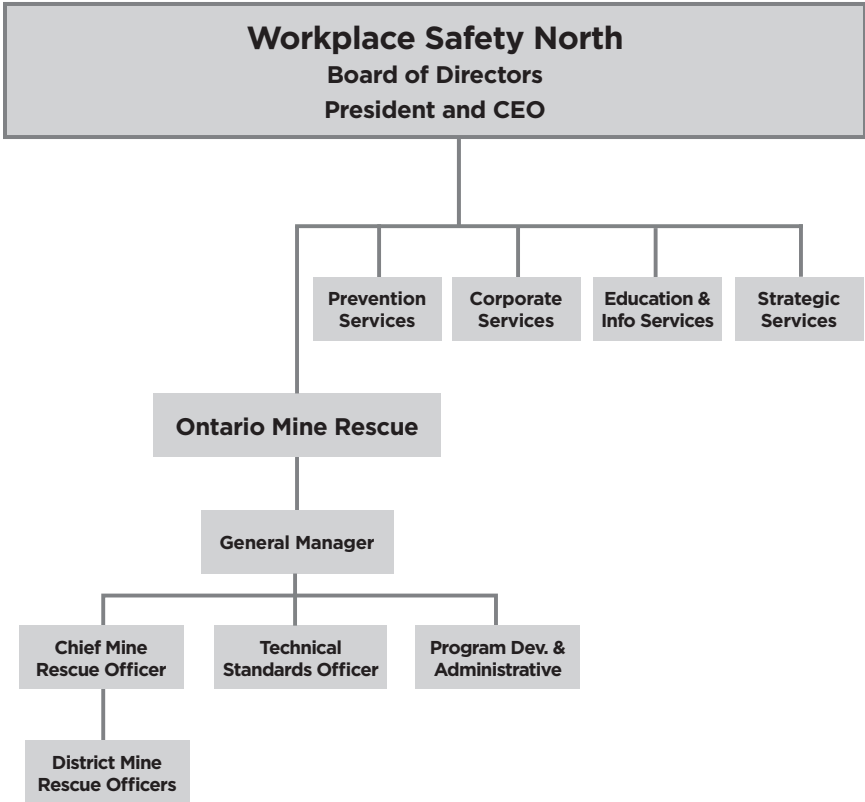 Workplace Safety North
Board of Directors
President and CEO
Prevention
Services
Corporate
Services
Education &
Info Services
Strategic
Services
Ontario Mine Rescue
General Manager
Chief Mine
Rescue Officer
Technical
Standards Officer
Program Dev. &
Administrative
District Mine
Rescue Officers